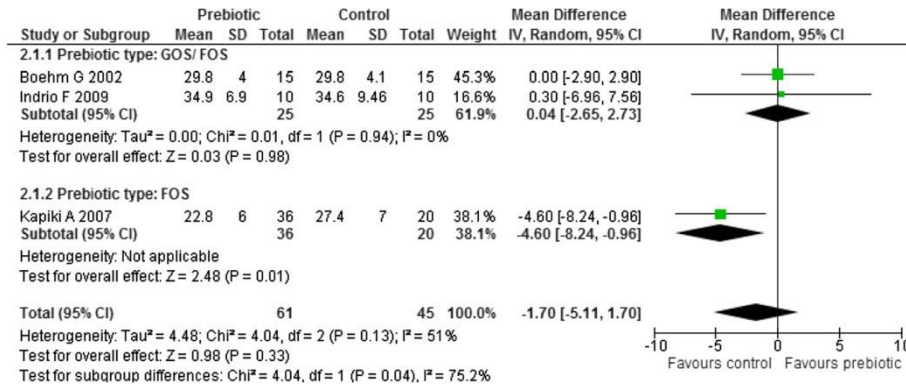 Prebiotic Control Mean Difference Mean Difference
Study or Subgroup Mean SD Total Mean SD Total Weight IV, Random, 95% CI IV, Random, 95% CI
2.1.1 Prebiotic type: GOS/ FOS
Boehm G 2002 29.8 4 15 29.8 4.1 15 45.3% 0.00 [-2.90, 2.90]
Indrio F 2009 34.9 6.9 10 34.6 9.46 10 16.6% 0.30 [-6.96, 7.56]
Subtotal (95% CI) 25 25 61.9% 0.04 [-2.65, 2.73]
Heterogeneity: Tau² = 0.00; Chi² = 0.01, df = 1 (P = 0.94); I² = 0%
Test for overall effect: Z = 0.03 (P = 0.98)
2.1.2 Prebiotic type: FOS
Kapiki A 2007 22.8 6 36 27.4 7 20 38.1% -4.60 [-8.24, -0.96]
Subtotal (95% CI) 36 20 38.1% -4.60 [-8.24, -0.96]
Heterogeneity: Not applicable
Test for overall effect: Z = 2.48 (P = 0.01)
Total (95% CI) 61 45 100.0% -1.70 [-5.11, 1.70]
Heterogeneity: Tau² = 4.48; Chi² = 4.04, df = 2 (P = 0.13); I² = 51%
Test for overall effect: Z = 0.98 (P = 0.33)
Test for subgroup differences: Chi² = 4.04, df = 1 (P = 0.04), I² = 75.2%
-10 -5 0 5 10
Favours control Favours prebiotic